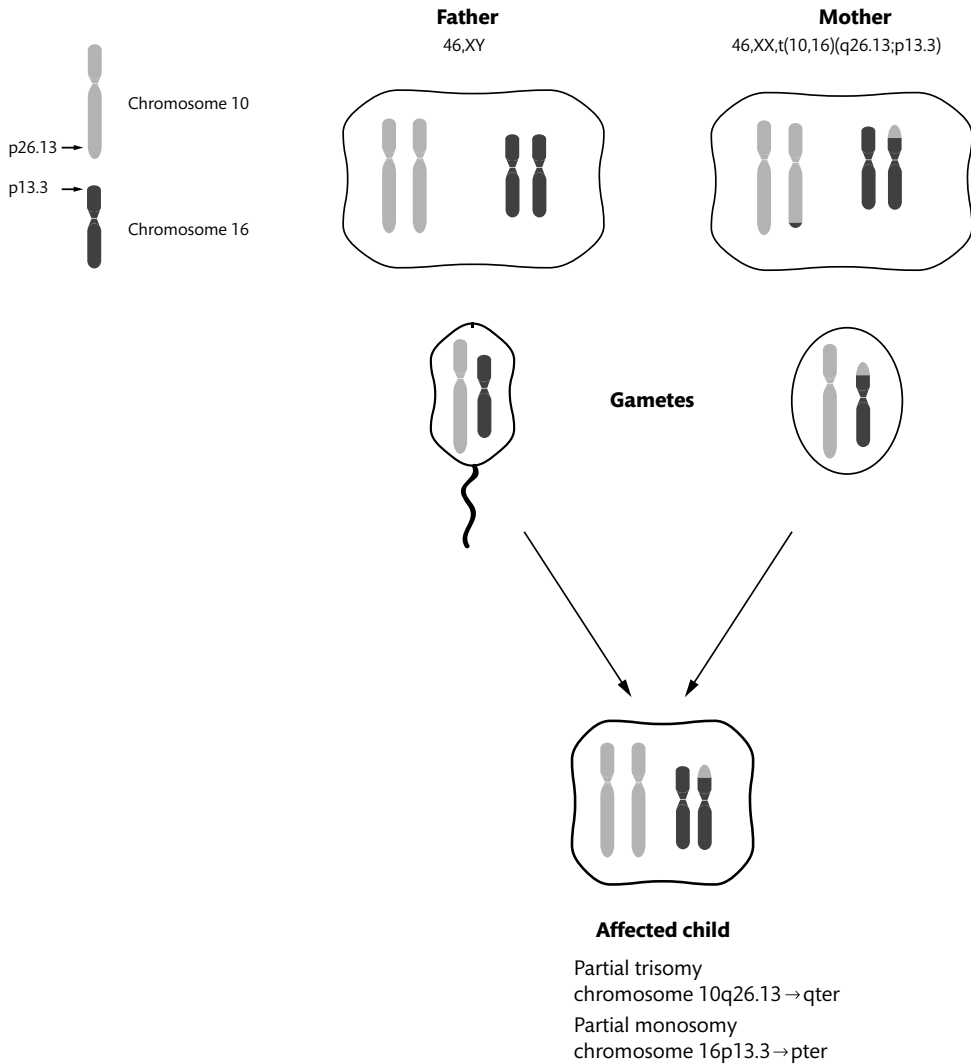 Father
46,XY
Mother
46,XX,t(10,16)(q26.13;p13.3)
Chromosome 10
p26.13
p13.3
Chromosome 16
Gametes
Affected child
Partial trisomy
chromosome 10q26.13→qter
Partial monosomy
chromosome 16p13.3→pter